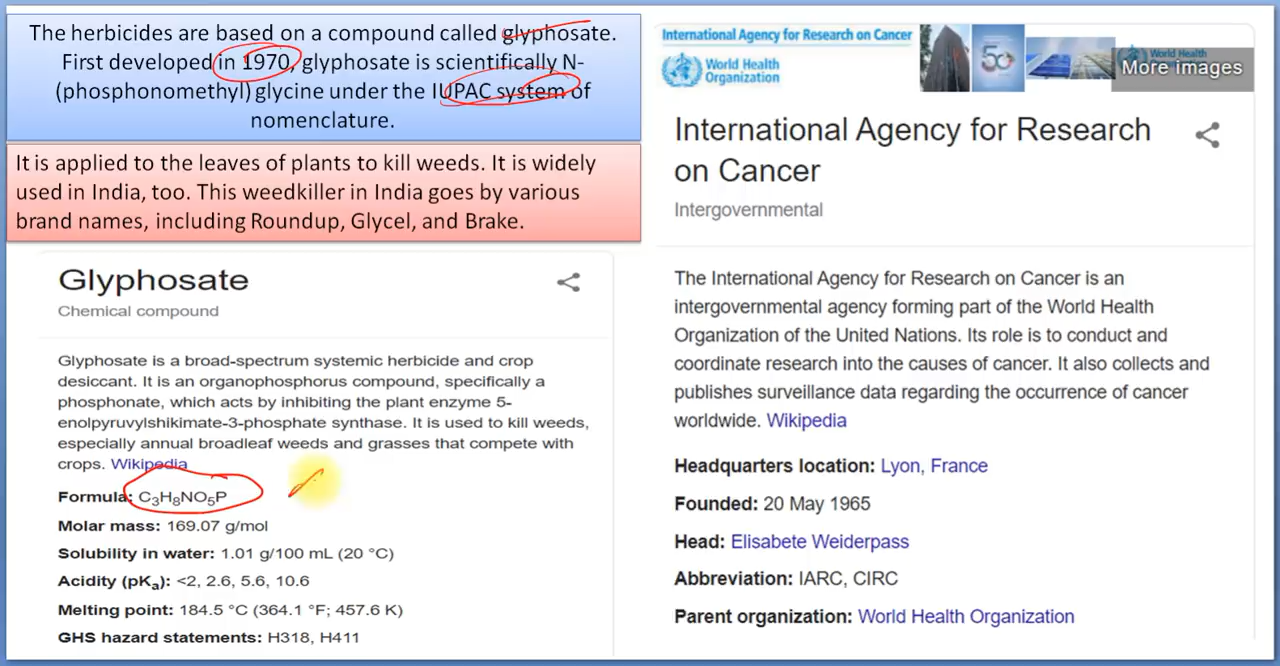 The herbicides are based on a compound called glyphosate.
First developed in 1970, glyphosate is scientifically N-
(phosphonomethyl) glycine under the IUPAC system of
nomenclature.
It is applied to the leaves of plants to kill weeds. It is widely
used in India, too. This weedkiller in India goes by various
brand names, including Roundup, Glycel, and Brake.
Glyphosate
Chemical compound
Glyphosate is a broad-spectrum systemic herbicide and crop
desiccant. It is an organophosphorus compound, specifically a
phosphonate, which acts by inhibiting the plant enzyme 5-
enolpyruvylshikimate-3-phosphate synthase. It is used to kill weeds,
especially annual broadleaf weeds and grasses that compete with
crops. Wikipedia
Formula: C₃H₈NO₅P
Molar mass: 169.07 g/mol
Solubility in water: 1.01 g/100 mL (20 °C)
Acidity (pKₐ): <2, 2.6, 5.6, 10.6
Melting point: 184.5 °C (364.1 °F; 457.6 K)
GHS hazard statements: H318, H411
International Agency for Research on Cancer
World Health
Organization
50
World Health
Organization
More images
International Agency for Research
on Cancer
Intergovernmental
The International Agency for Research on Cancer is an
intergovernmental agency forming part of the World Health
Organization of the United Nations. Its role is to conduct and
coordinate research into the causes of cancer. It also collects and
publishes surveillance data regarding the occurrence of cancer
worldwide. Wikipedia
Headquarters location: Lyon, France
Founded: 20 May 1965
Head: Elisabete Weiderpass
Abbreviation: IARC, CIRC
Parent organization: World Health Organization